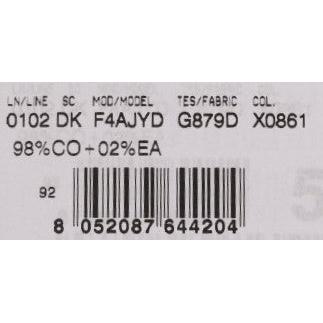 LN/LINE SC MOD/MODEL TES/FABRIC COL.
0102 DK F4AJYD G879D X0861
98%CO+02%EA
92
8 052087 644204